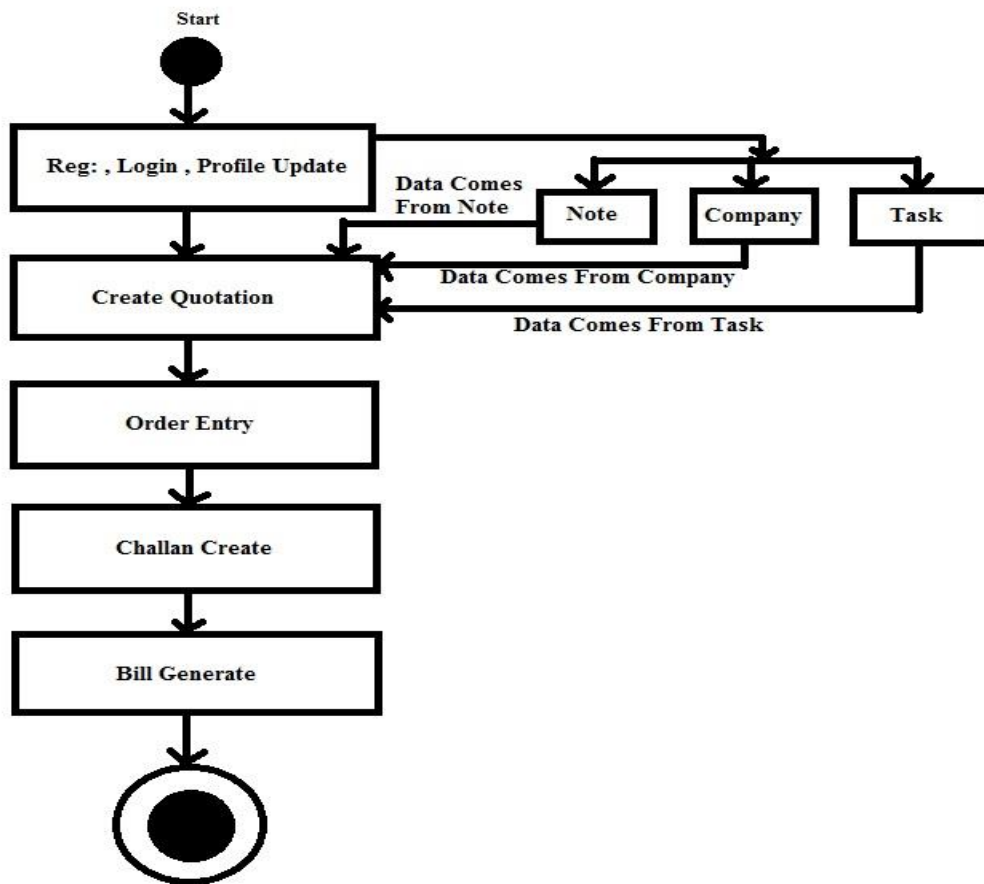 Start
Reg: , Login , Profile Update
Data Comes
From Note
Note
Company
Task
Data Comes From Company
Create Quotation
Data Comes From Task
Order Entry
Challan Create
Bill Generate